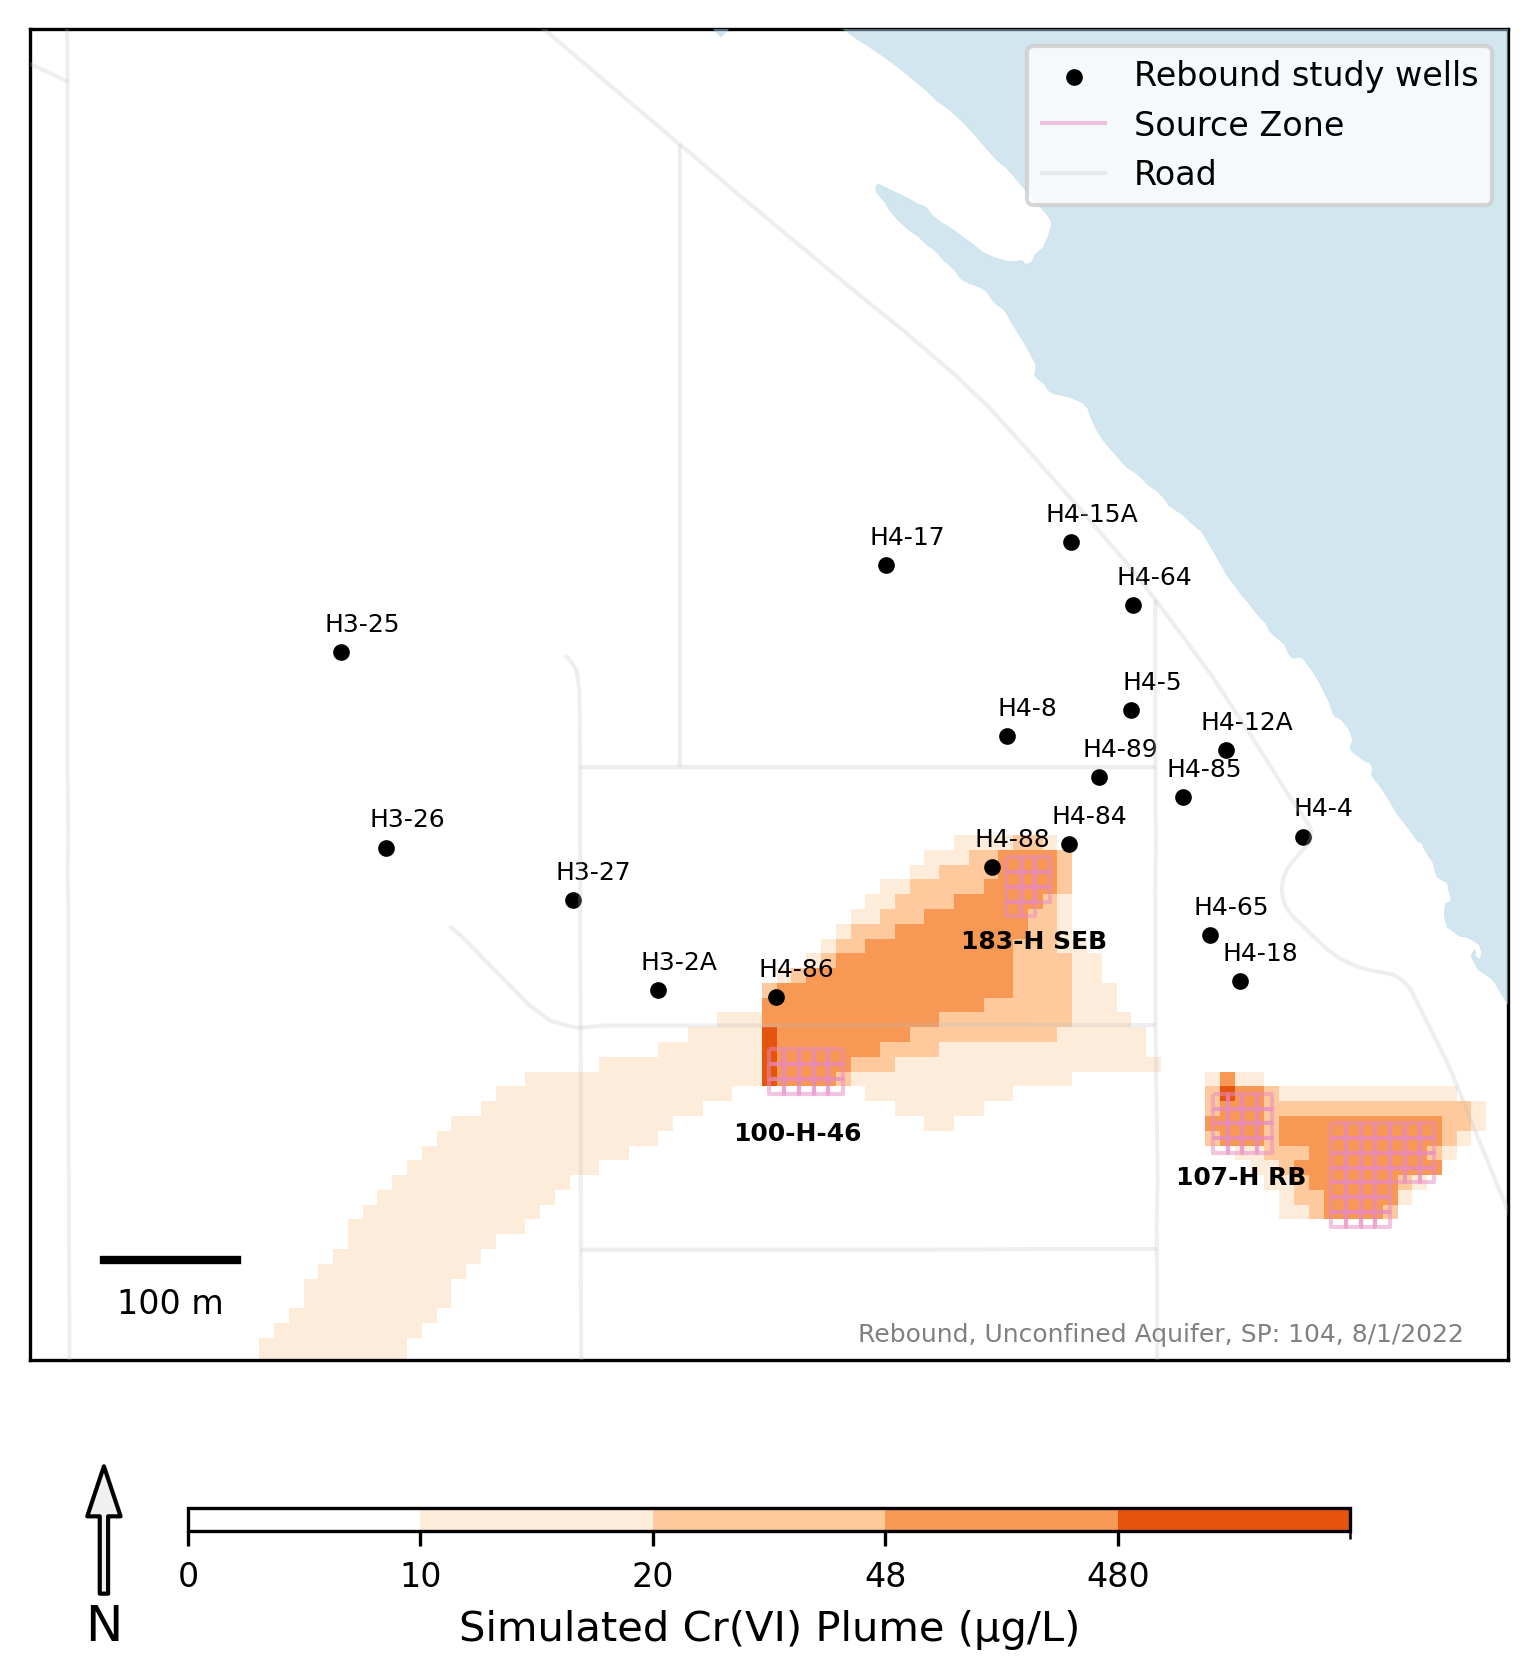 Rebound study wells
Source Zone
Road
H4-15A
H4-17
H4-64
H3-25
H4-5
H4-8
H4-12A
H4-89
H4-85
H4-4
H3-26
H4-84
H4-88
H3-27
H4-65
183-H SEB
H4-18
H3-2A
H4-86
100-H-46
107-H RB
100 m
Rebound, Unconfined Aquifer, SP: 104, 8/1/2022
0 10 20 48 480
N
Simulated Cr(VI) Plume (µg/L)